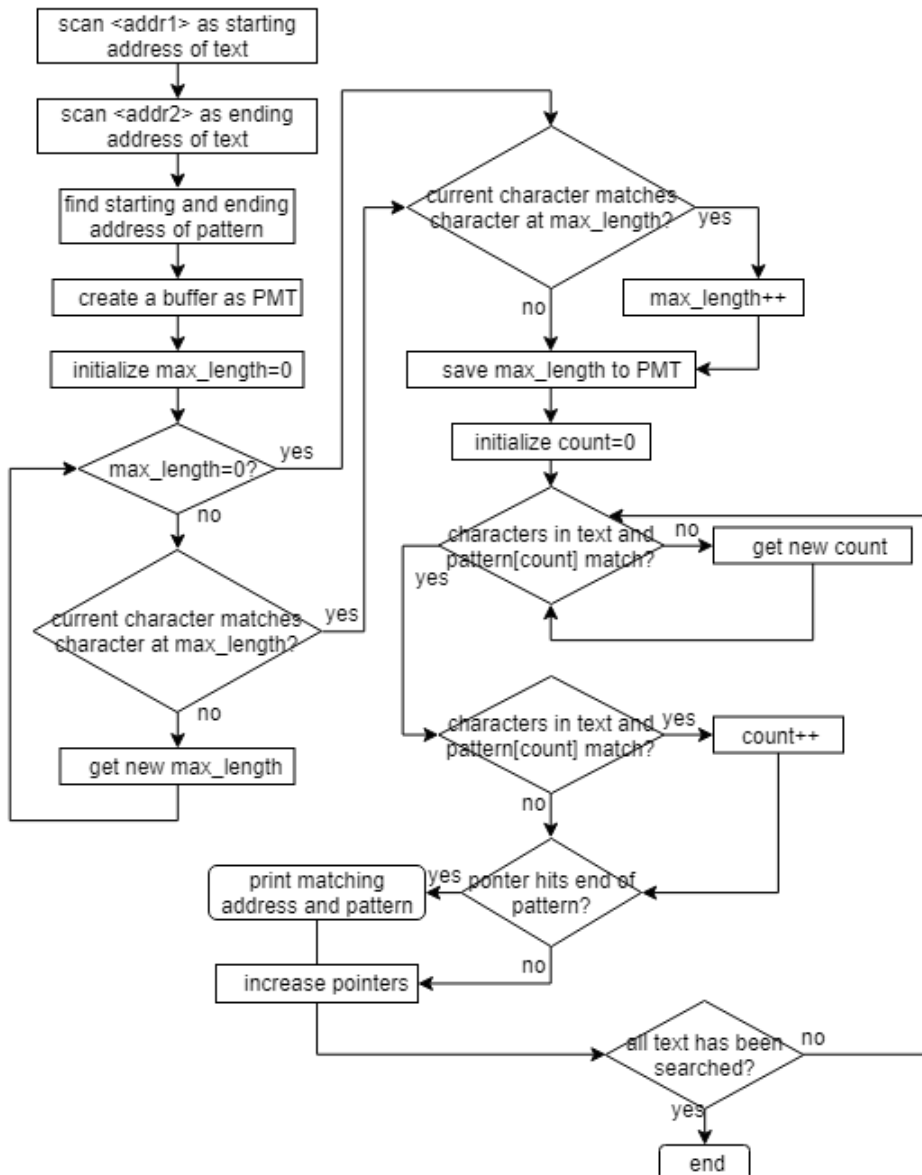 scan <addr1> as starting
address of text
scan <addr2> as ending
address of text
find starting and ending
address of pattern
create a buffer as PMT
initialize max_length=0
max_length=0?
yes
no
current character matches
character at max_length?
yes
no
get new max_length
current character matches
character at max_length?
yes
no
max_length++
save max_length to PMT
initialize count=0
characters in text and
pattern[count] match?
no
yes
get new count
characters in text and
pattern[count] match?
yes
no
count++
ponter hits end of
pattern?
yes
no
print matching
address and pattern
increase pointers
all text has been
searched?
no
yes
end